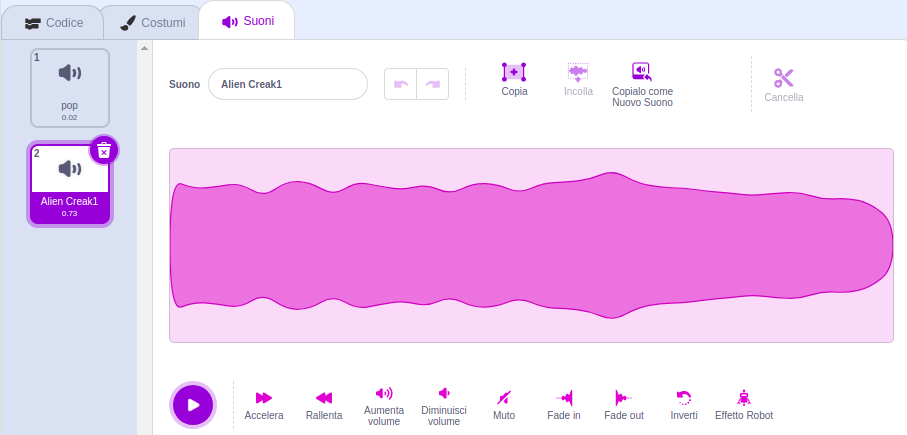 Codice
Costumi
Suoni
1
pop
0.02
2
Alien Creak1
0.73
Suono
Alien Creak1
Copia
Incolla
Copialo come
Nuovo Suono
Cancella
Accelera
Rallenta
Aumenta
volume
Diminuisci
volume
Muto
Fade in
Fade out
Inverti
Effetto Robot